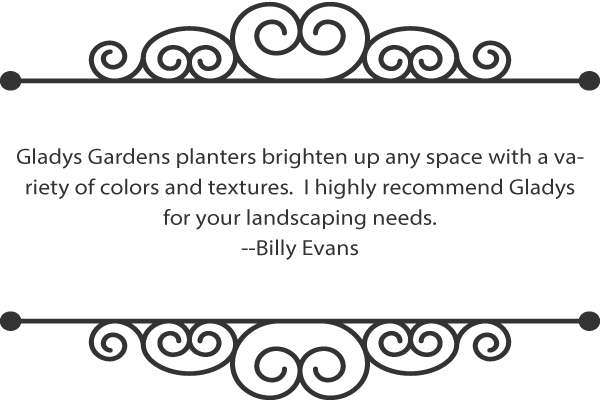 Gladys Gardens planters brighten up any space with a va-
riety of colors and textures.  I highly recommend Gladys
for your landscaping needs.
--Billy Evans